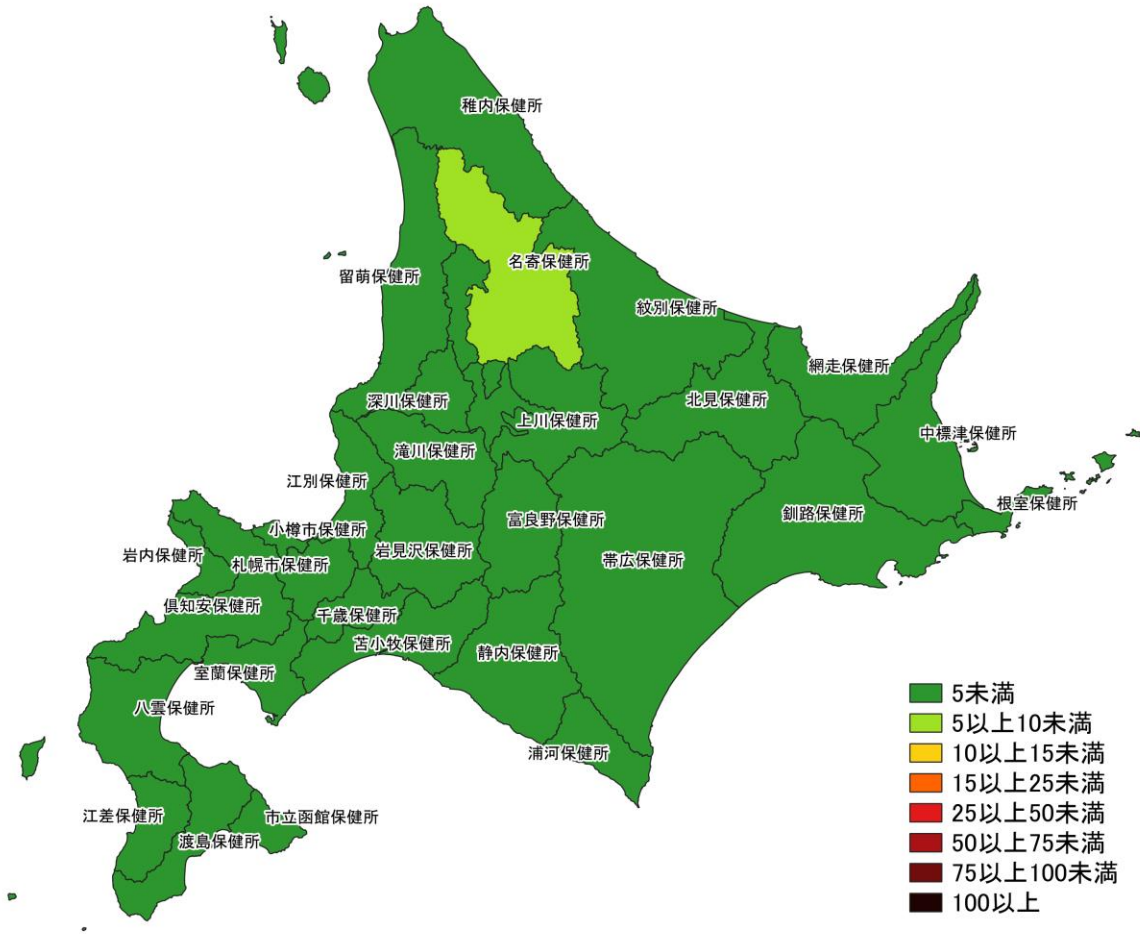 稚内保健所
名寄保健所
留萌保健所
紋別保健所
網走保健所
深川保健所
北見保健所
上川保健所
中標津保健所
滝川保健所
江別保健所
根室保健所
釧路保健所
富良野保健所
小樽市保健所
岩見沢保健所
岩内保健所
札幌市保健所
帯広保健所
倶知安保健所
千歳保健所
苫小牧保健所
静内保健所
室蘭保健所
八雲保健所
浦河保健所
江差保健所
市立函館保健所
渡島保健所
5未満
5以上10未満
10以上15未満
15以上25未満
25以上50未満
50以上75未満
75以上100未満
100以上